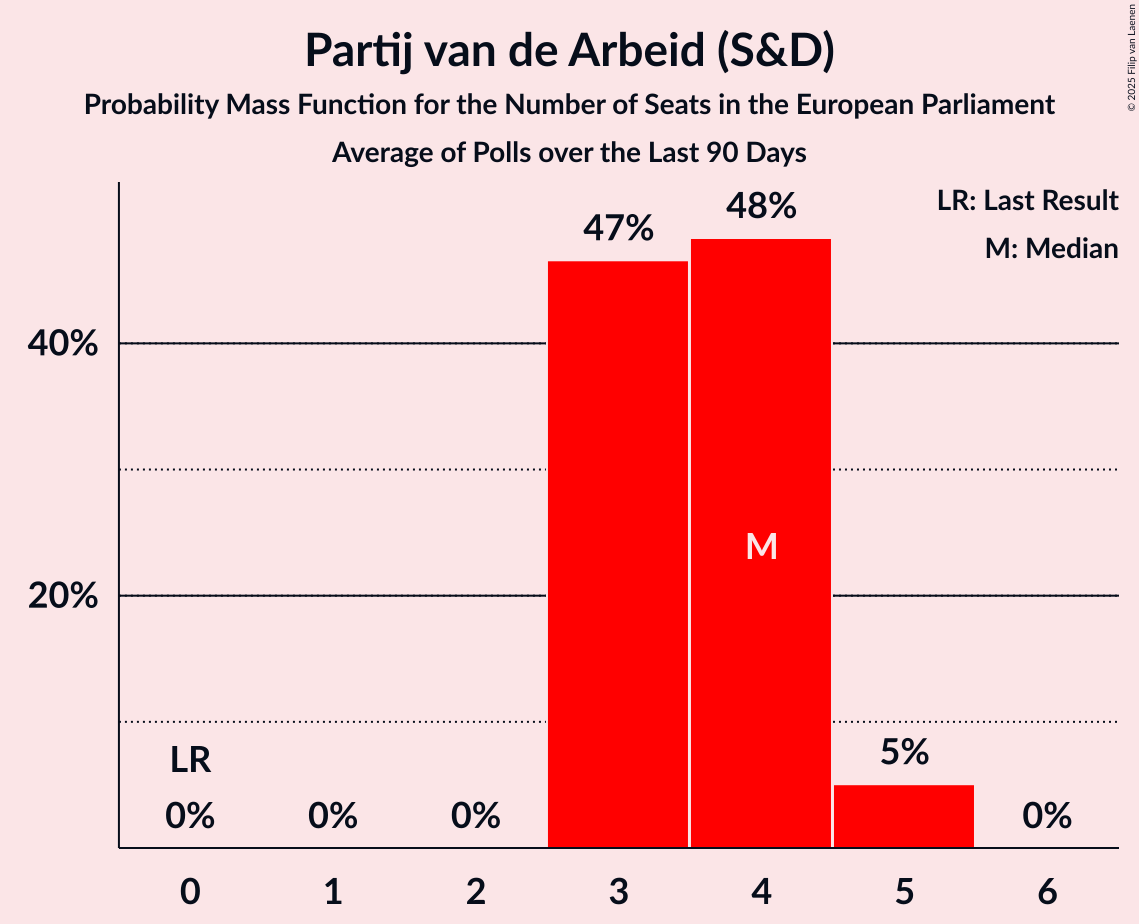 Partij van de Arbeid (S&D)
Probability Mass Function for the Number of Seats in the European Parliament
Average of Polls over the Last 90 Days
© 2025 Filip van Laenen
LR: Last Result
M: Median
47%
48%
40%
20%
M
LR
5%
0%
0%
0%
0%
0
1
2
3
4
5
6